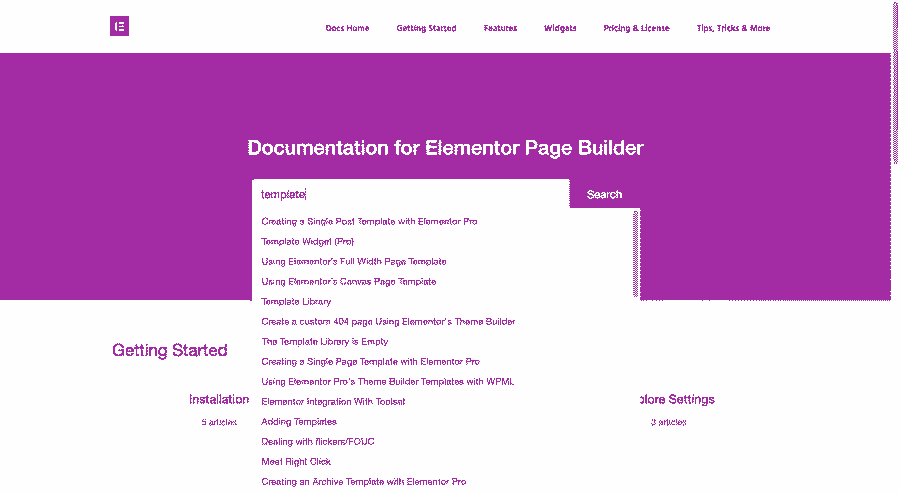 Docs Home Getting Started Features Widgets Pricing & License Tips, Tricks & More
Documentation for Elementor Page Builder
template Search
Creating a Single Post Template with Elementor Pro
Template Widget (Pro)
Using Elementor's Full Width Page Template
Using Elementor's Canvas Page Template
Template Library
Create a custom 404 page Using Elementor's Theme Builder
The Template Library is Empty
Getting Started
Creating a Single Page Template with Elementor Pro
Using Elementor Pro's Theme Builder Templates with WPML
Installation Elementor Integration With Toolset plore Settings
5 articles Adding Templates 3 articles
Dealing with flickers/FOUC
Meet Right Click
Creating an Archive Template with Elementor Pro